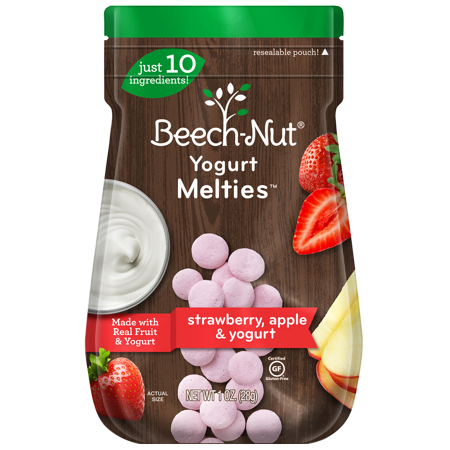 just 10
ingredients!
resealable pouch! ▲
Beech-Nut®
Yogurt
Melties™
Made with
Real Fruit
& Yogurt
strawberry, apple
& yogurt
Certified
GF
Gluten-Free
ACTUAL
SIZE
NET WT 1 OZ. (28g)